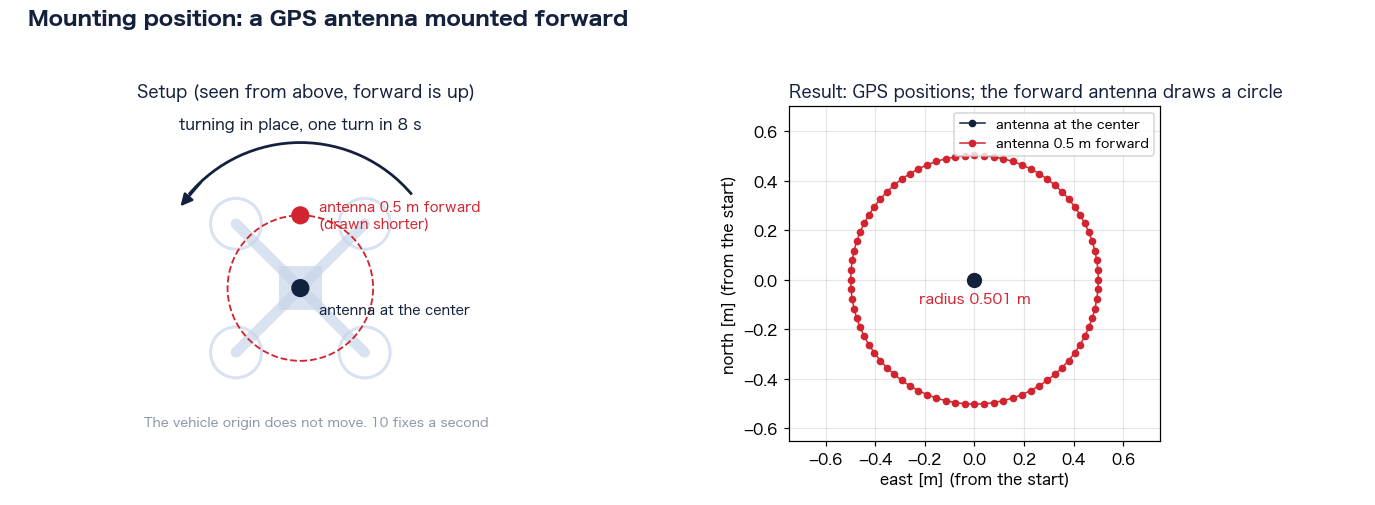 Mounting position: a GPS antenna mounted forward
Setup (seen from above, forward is up)
turning in place, one turn in 8 s
antenna 0.5 m forward
(drawn shorter)
antenna at the center
The vehicle origin does not move. 10 fixes a second
Result: GPS positions; the forward antenna draws a circle
antenna at the center
antenna 0.5 m forward
radius 0.501 m
north [m] (from the start)
0.6
0.4
0.2
0.0
−0.2
−0.4
−0.6
−0.6 −0.4 −0.2 0.0 0.2 0.4 0.6
east [m] (from the start)